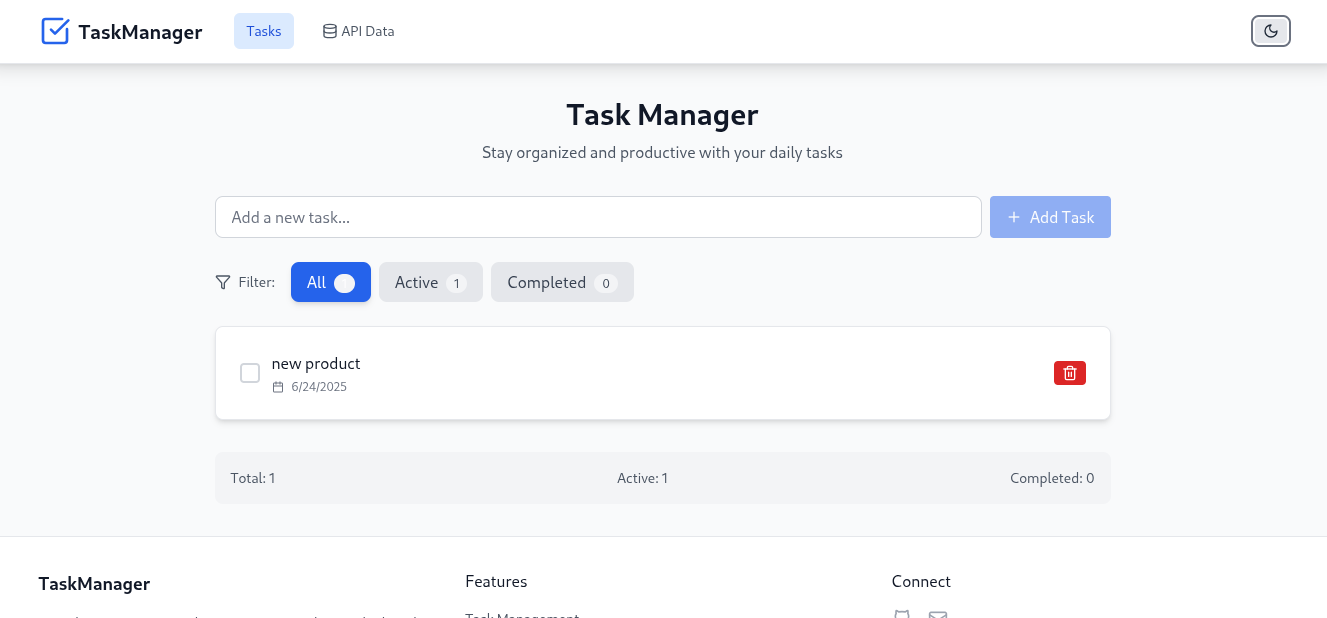 TaskManager
Tasks
API Data
Task Manager
Stay organized and productive with your daily tasks
Add a new task...
Add Task
Filter:
All
Active 1
Completed 0
new product
6/24/2025
Total: 1
Active: 1
Completed: 0
TaskManager
Features
Connect
Task Management